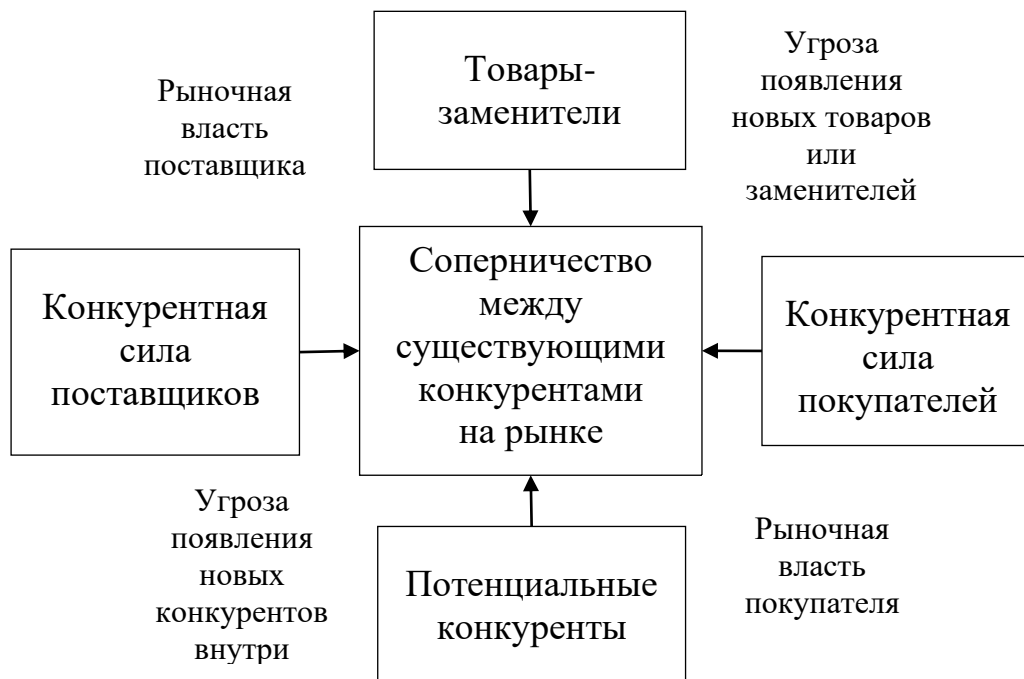 Товары-
заменители
Угроза
появления
новых товаров
или
заменителей
Рыночная
власть
поставщика
Конкурентная
сила
поставщиков
Соперничество
между
существующими
конкурентами
на рынке
Конкурентная
сила
покупателей
Угроза
появления
новых
конкурентов
внутри
Потенциальные
конкуренты
Рыночная
власть
покупателя